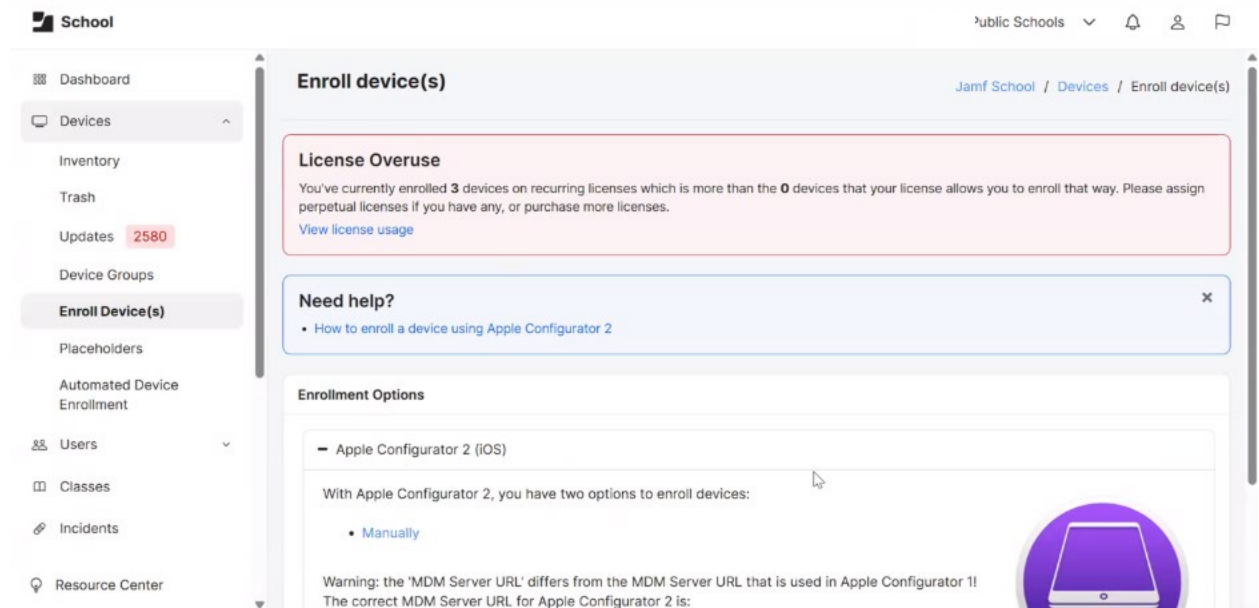 School
Public Schools
Dashboard
Devices
Inventory
Trash
Updates 2580
Device Groups
Enroll Device(s)
Placeholders
Automated Device
Enrollment
Users
Classes
Incidents
Resource Center
Enroll device(s)
Jamf School / Devices / Enroll device(s)
License Overuse
You've currently enrolled 3 devices on recurring licenses which is more than the 0 devices that your license allows you to enroll that way. Please assign
perpetual licenses if you have any, or purchase more licenses.
View license usage
Need help?
• How to enroll a device using Apple Configurator 2
Enrollment Options
Apple Configurator 2 (iOS)
With Apple Configurator 2, you have two options to enroll devices:
• Manually
Warning: the 'MDM Server URL' differs from the MDM Server URL that is used in Apple Configurator 1!
The correct MDM Server URL for Apple Configurator 2 is: